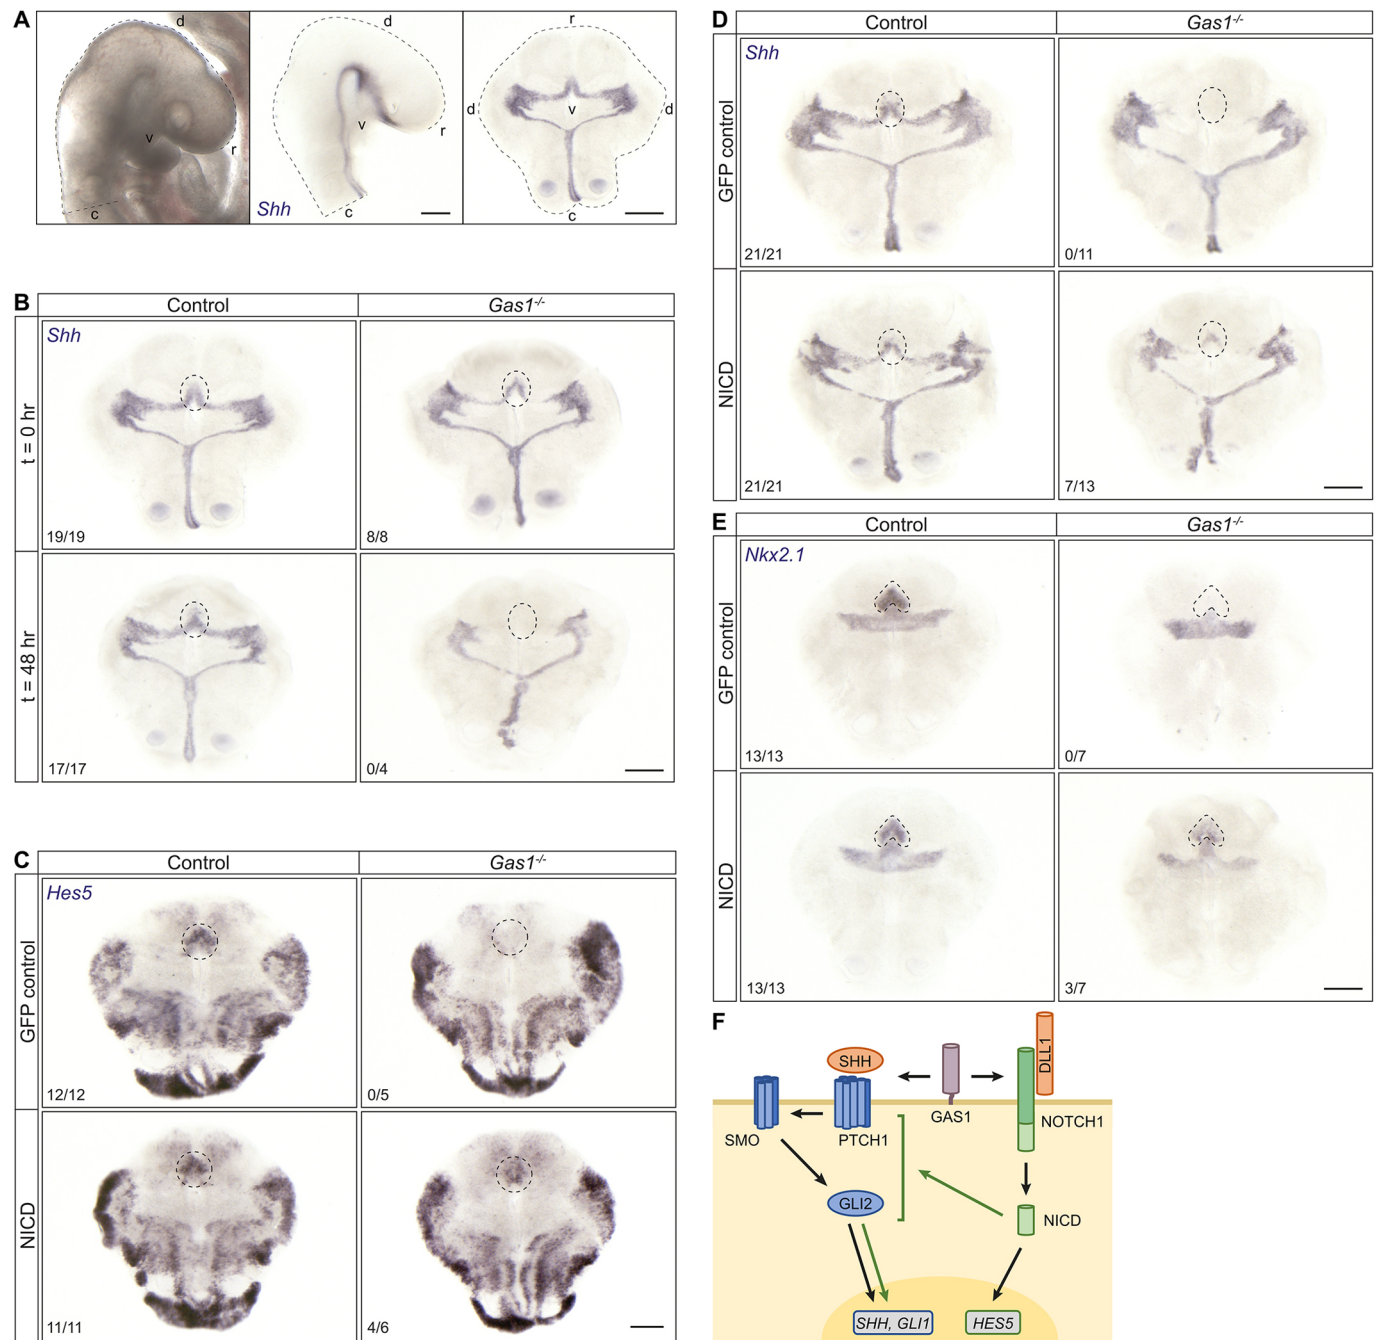 A
d
v
r
c
d
v
r
c
Shh
r
d
v
d
c
B
Control
Gas1-/-
t = 0 hr
Shh
19/19
8/8
t = 48 hr
17/17
0/4
C
Control
Gas1-/-
GFP control
Hes5
12/12
0/5
NICD
11/11
4/6
D
Control
Gas1-/-
GFP control
Shh
21/21
0/11
NICD
21/21
7/13
E
Control
Gas1-/-
GFP control
Nkx2.1
13/13
0/7
NICD
13/13
3/7
F
SHH
DLL1
GAS1
NOTCH1
SMO
PTCH1
GLI2
NICD
SHH, GLI1
HES5